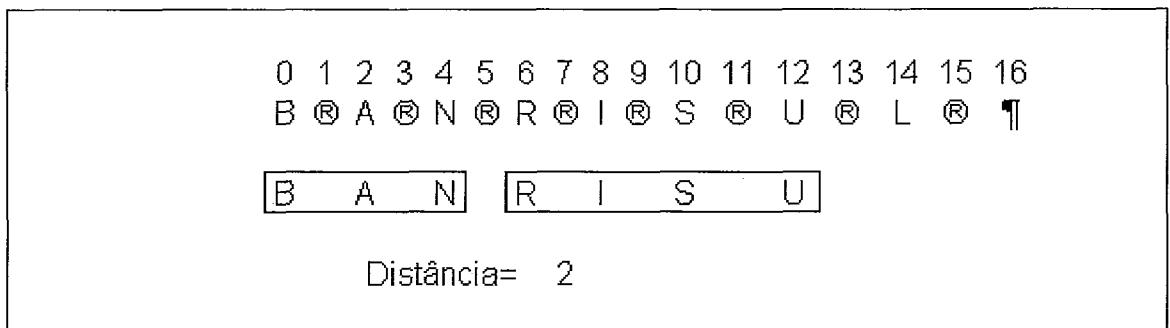 0 1 2 3 4 5 6 7 8 9 10 11 12 13 14 15 16
B ® A ® N ® R ® I ® S ® U ® L ® ¶
B A N R I S U
Distância= 2